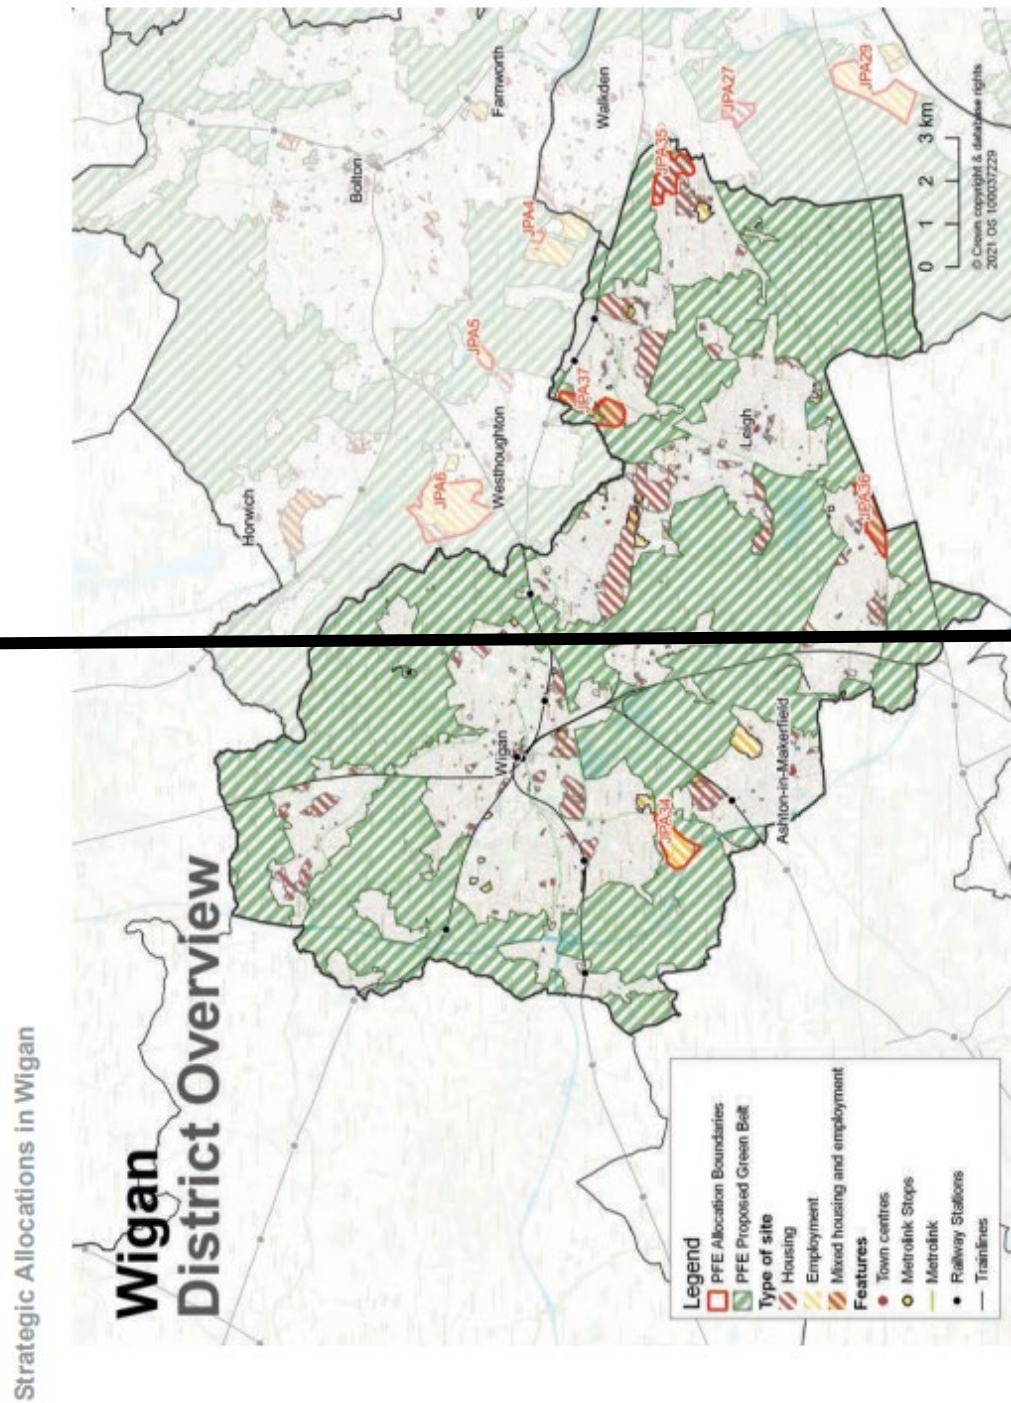 Strategic Allocations in Wigan
Wigan
District Overview
Horwich
Bolton
Farnworth
Walkden
Westhoughton
Leigh
Wigan
Ashton-in-Makerfield
JPA4
JPA5
JPA6
JPA27
JPA29
JPA34
JPA35
JPA36
JPA37
Legend
PFE Allocation Boundaries
PFE Proposed Green Belt
Type of site
Housing
Employment
Mixed housing and employment
Features
Town centres
Metrolink Stops
Metrolink
Railway Stations
Trainlines
0 1 2 3 km
© Crown copyright & database rights
2021 OS 100037229